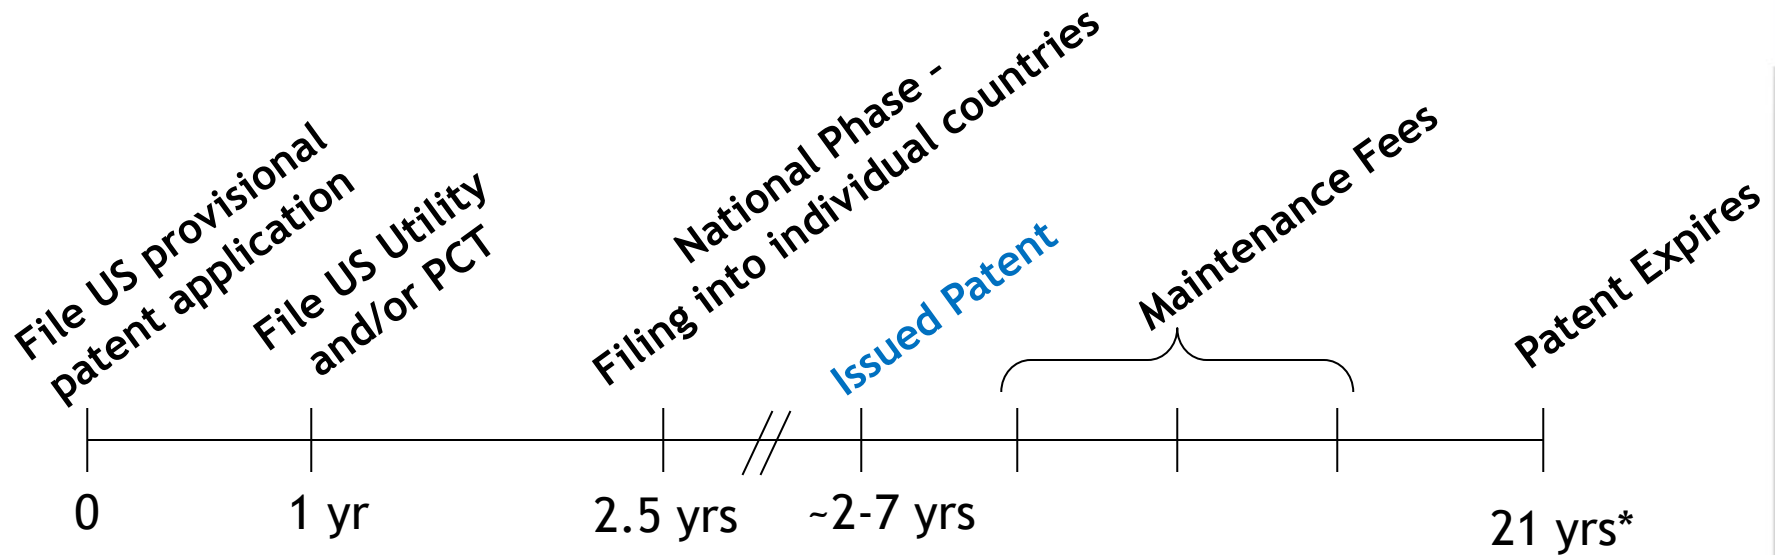 File US provisional
patent application
File US Utility
and/or PCT
National Phase -
Filing into individual countries
Issued Patent
Maintenance Fees
Patent Expires
0
1 yr
2.5 yrs
~2-7 yrs
21 yrs*